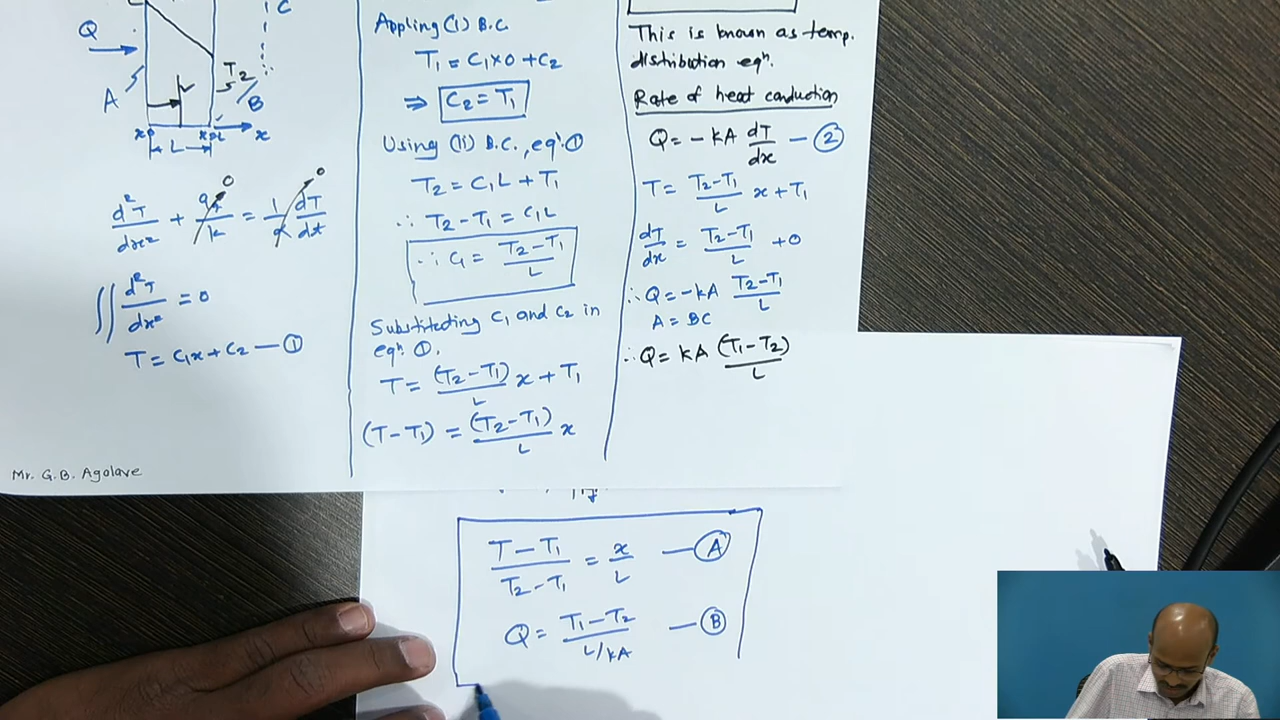 Q
C
T2
A
B
x=0
x=L
x
L
d²T/dx² + qg/k = 1/α dT/dt
0
0
∬ d²T/dx² = 0
T = C1x + C2 — ①
Mr. G.B. Agolave
Appling (i) B.C
T1 = C1×0 + C2
⇒ C2 = T1
Using (ii) B.C., eqⁿ ①
T2 = C1L + T1
∴ T2 - T1 = C1L
∴ C1 = T2 - T1 / L
Substiteting C1 and C2 in
eqⁿ ①.
T = (T2 - T1)/L x + T1
(T - T1) = (T2 - T1)/L x
This is known as temp.
distribution eqⁿ.
Rate of heat conduction
Q = -kA dT/dx — ②
T = T2 - T1 / L x + T1
dT/dx = T2 - T1 / L + 0
∴ Q = -kA T2 - T1 / L
A = BC
∴ Q = kA (T1 - T2)/L
T - T1 / T2 - T1 = x/L — Ⓐ
Q = T1 - T2 / L/kA — Ⓑ